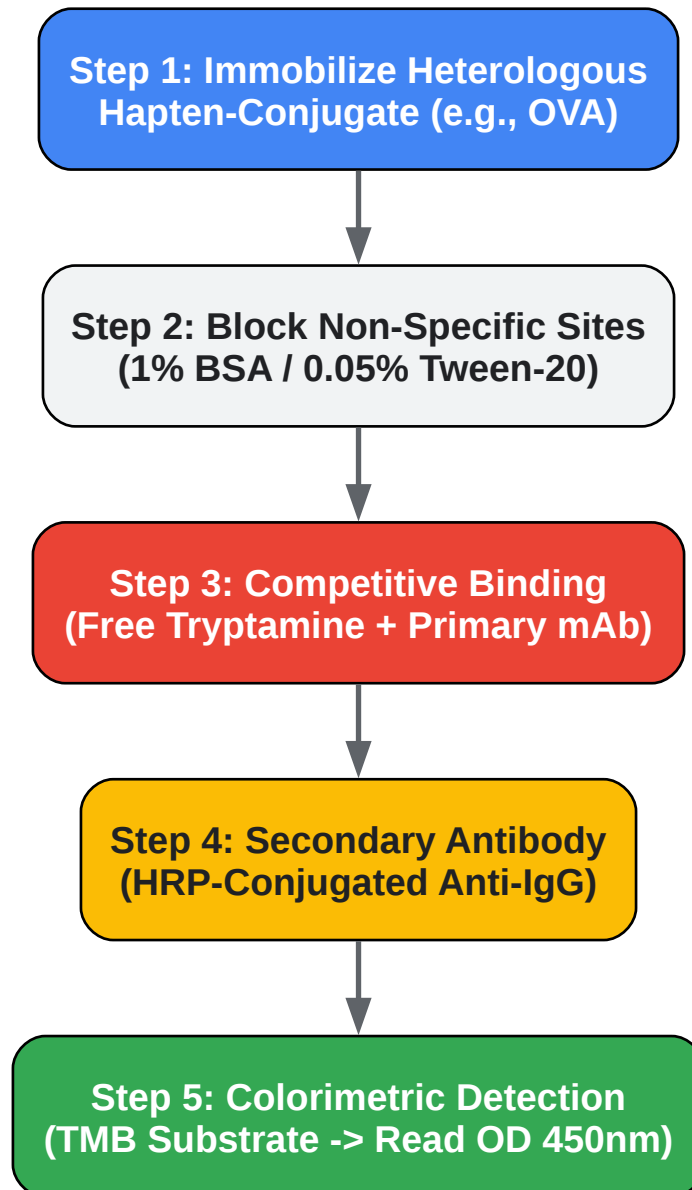 Step 1: Immobilize Heterologous
Hapten-Conjugate (e.g., OVA)
Step 2: Block Non-Specific Sites
(1% BSA / 0.05% Tween-20)
Step 3: Competitive Binding
(Free Tryptamine + Primary mAb)
Step 4: Secondary Antibody
(HRP-Conjugated Anti-IgG)
Step 5: Colorimetric Detection
(TMB Substrate -> Read OD 450nm)